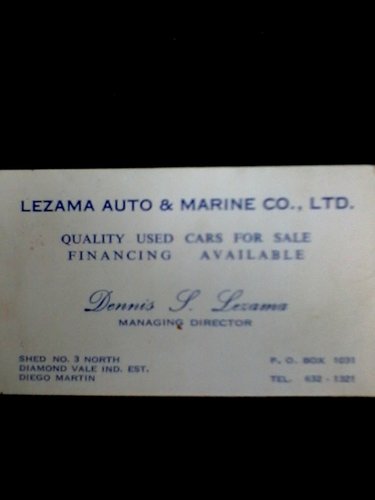 LEZAMA AUTO & MARINE CO., LTD.
QUALITY USED CARS FOR SALE
FINANCING AVAILABLE
Dennis S. Lezama
MANAGING DIRECTOR
SHED NO. 3 NORTH
DIAMOND VALE IND. EST.
DIEGO MARTIN
P. O. BOX 1031
TEL. 632-1321